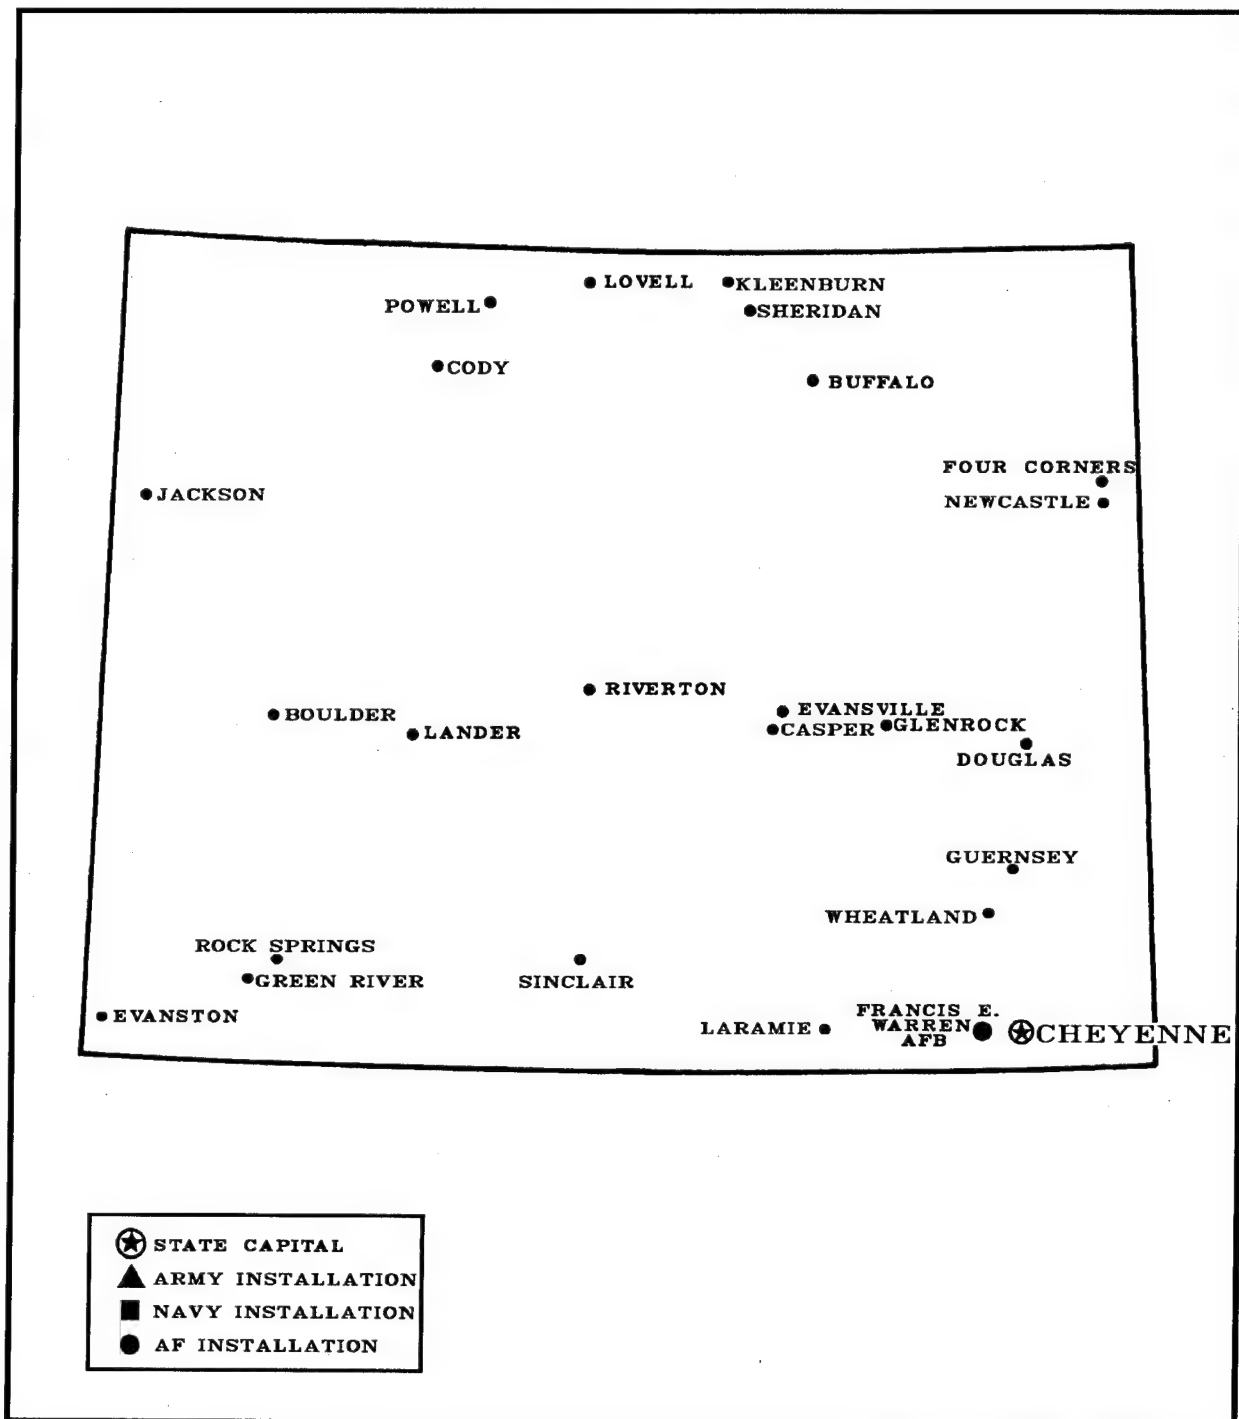 LOVELL
KLEENBURN
POWELL
SHERIDAN
CODY
BUFFALO
FOUR CORNERS
JACKSON
NEWCASTLE
RIVERTON
EVANSVILLE
BOULDER
LANDER
CASPER
GLENROCK
DOUGLAS
GUERNSEY
WHEATLAND
ROCK SPRINGS
GREEN RIVER
SINCLAIR
EVANSTON
LARAMIE
FRANCIS E.
WARREN
AFB
CHEYENNE
STATE CAPITAL
ARMY INSTALLATION
NAVY INSTALLATION
AF INSTALLATION